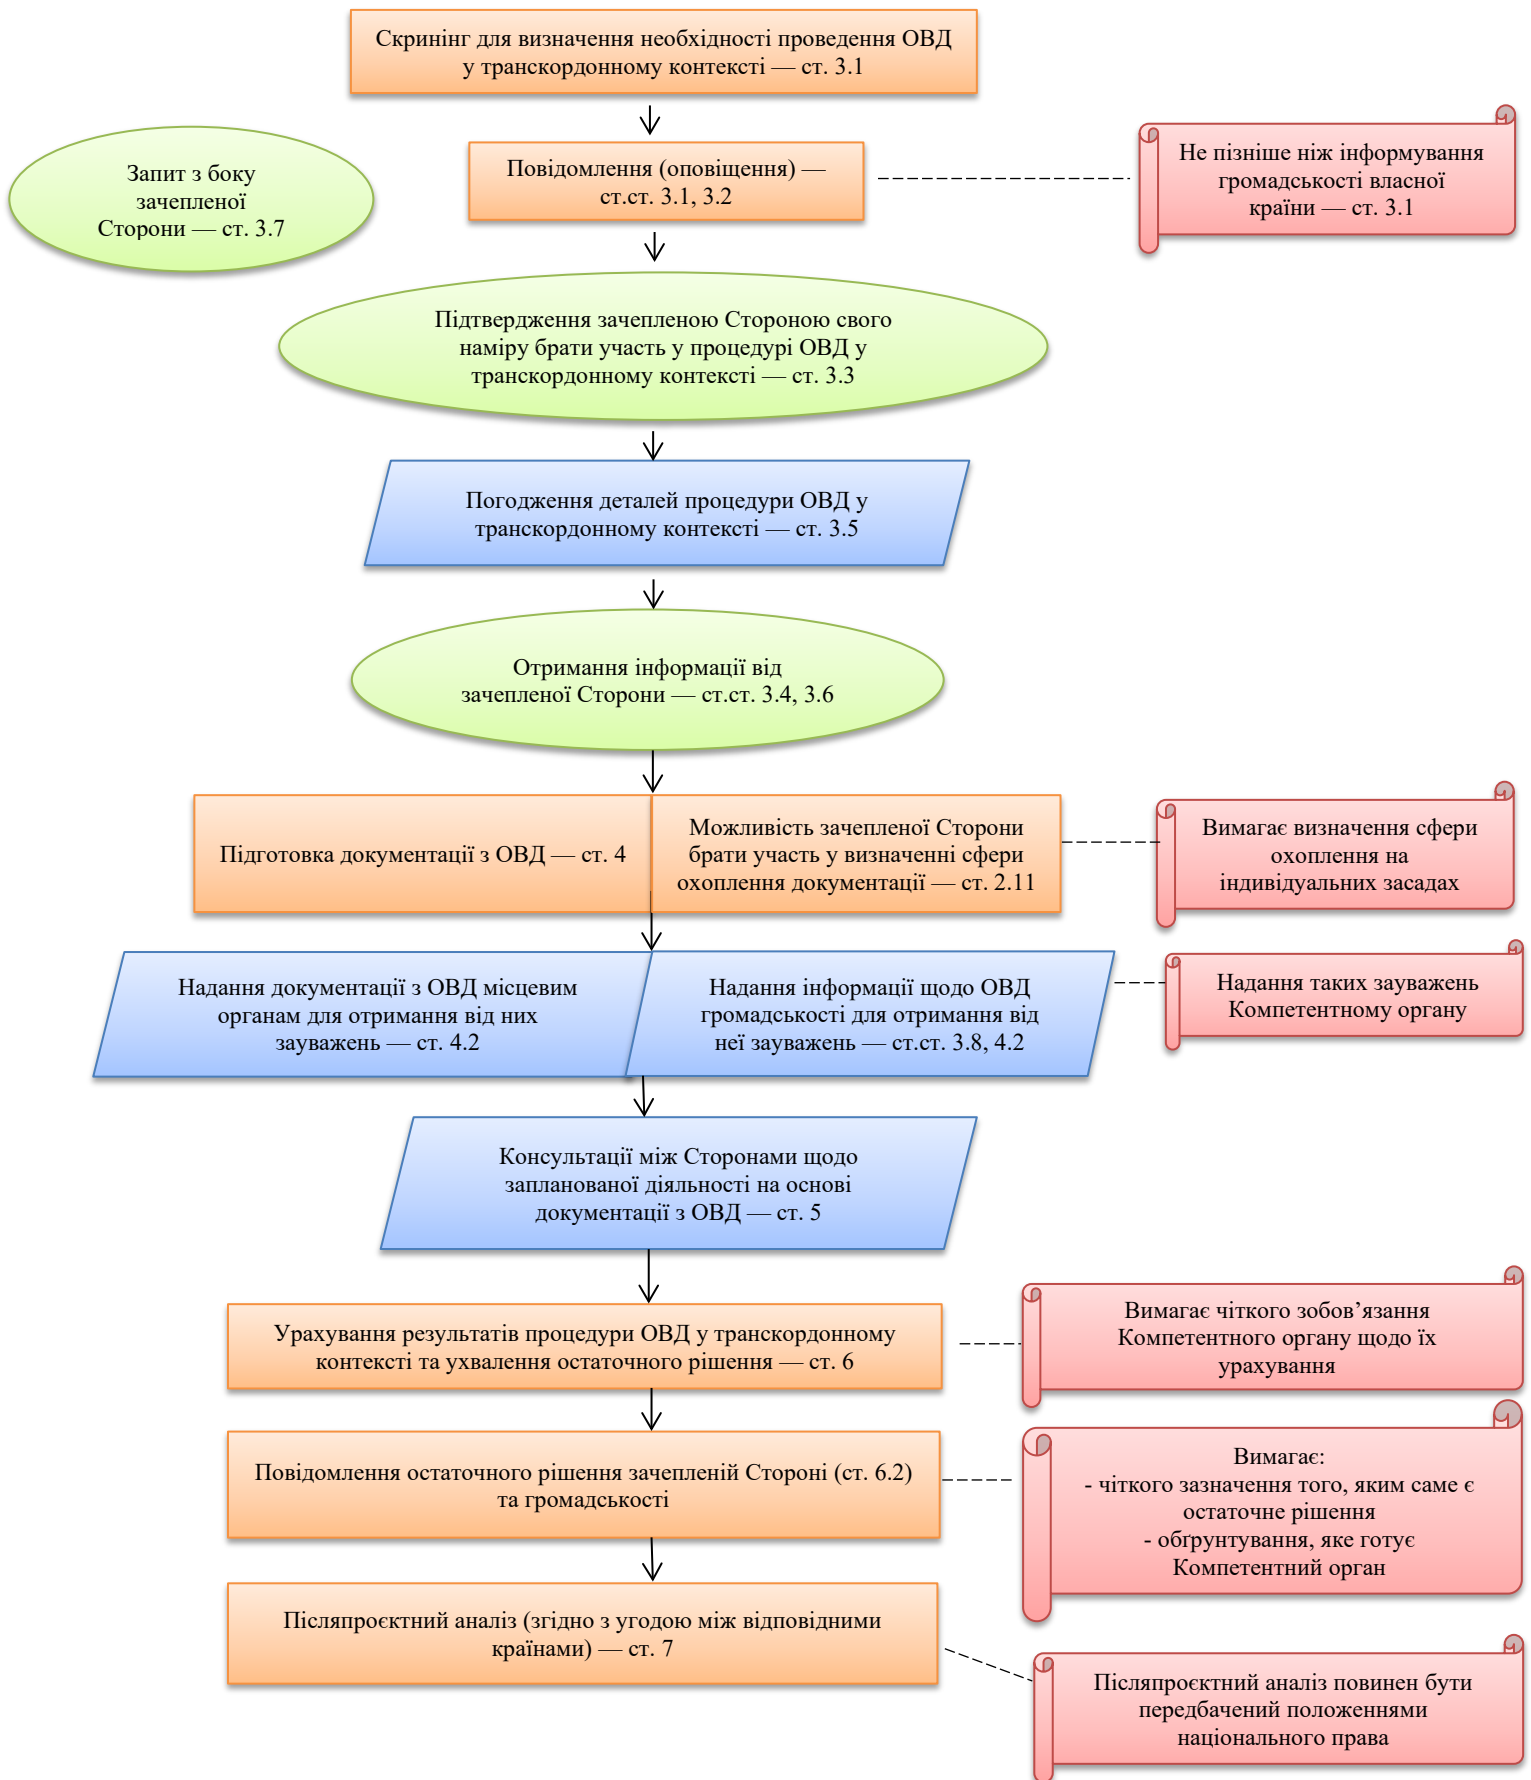 Скринінг для визначення необхідності проведення ОВД
у транскордонному контексті — ст. 3.1
Запит з боку
зачепленої
Сторони — ст. 3.7
Повідомлення (оповіщення) —
ст.ст. 3.1, 3.2
Не пізніше ніж інформування
громадськості власної
країни — ст. 3.1
Підтвердження зачепленою Стороною свого
наміру брати участь у процедурі ОВД у
транскордонному контексті — ст. 3.3
Погодження деталей процедури ОВД у
транскордонному контексті — ст. 3.5
Отримання інформації від
зачепленої Сторони — ст.ст. 3.4, 3.6
Підготовка документації з ОВД — ст. 4
Можливість зачепленої Сторони
брати участь у визначенні сфери
охоплення документації — ст. 2.11
Вимагає визначення сфери
охоплення на
індивідуальних засадах
Надання документації з ОВД місцевим
органам для отримання від них
зауважень — ст. 4.2
Надання інформації щодо ОВД
громадськості для отримання від
неї зауважень — ст.ст. 3.8, 4.2
Надання таких зауважень
Компетентному органу
Консультації між Сторонами щодо
запланованої діяльності на основі
документації з ОВД — ст. 5
Урахування результатів процедури ОВД у транскордонному
контексті та ухвалення остаточного рішення — ст. 6
Вимагає чіткого зобов’язання
Компетентного органу щодо їх
урахування
Повідомлення остаточного рішення зачепленій Стороні (ст. 6.2)
та громадськості
Вимагає:
- чіткого зазначення того, яким саме є
остаточне рішення
- обґрунтування, яке готує
Компетентний орган
Післяпроєктний аналіз (згідно з угодою між відповідними
країнами) — ст. 7
Післяпроєктний аналіз повинен бути
передбачений положеннями
національного права